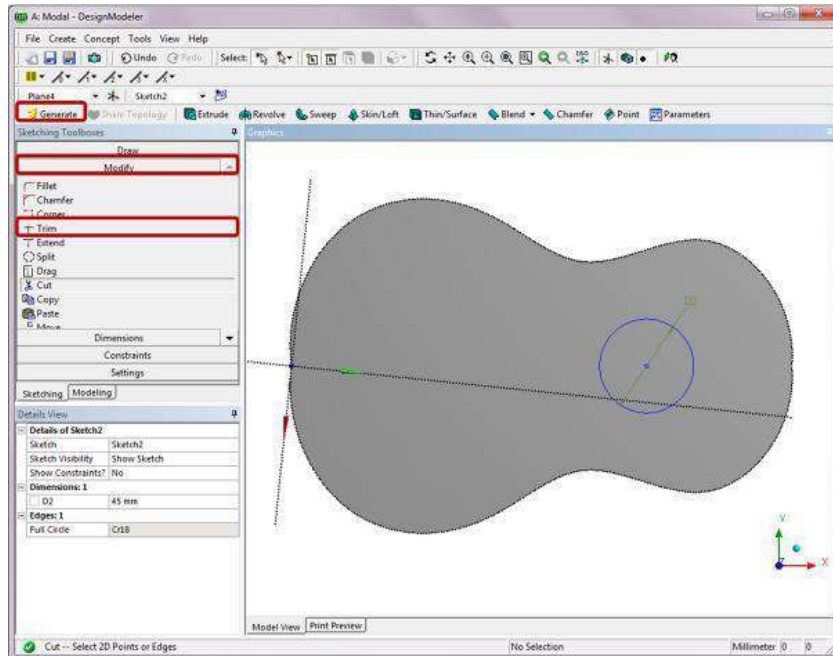 A: Modal - DesignModeler
File Create Concept Tools View Help
Undo Redo Select:
Plane4 Sketch2
Generate Share Topology Extrude Revolve Sweep Skin/Loft Thin/Surface Blend Chamfer Point Parameters
Sketching Toolboxes
Graphics
Draw
Modify
Fillet
Chamfer
Corner
Trim
Extend
Split
Drag
Cut
Copy
Paste
Move
Dimensions
Constraints
Settings
Sketching Modeling
Details View
Details of Sketch2
Sketch Sketch2
Sketch Visibility Show Sketch
Show Constraints? No
Dimensions: 1
D2 45 mm
Edges: 1
Full Circle Cr18
D2
Y
X
Model View Print Preview
Cut -- Select 2D Points or Edges No Selection Millimeter 0 0